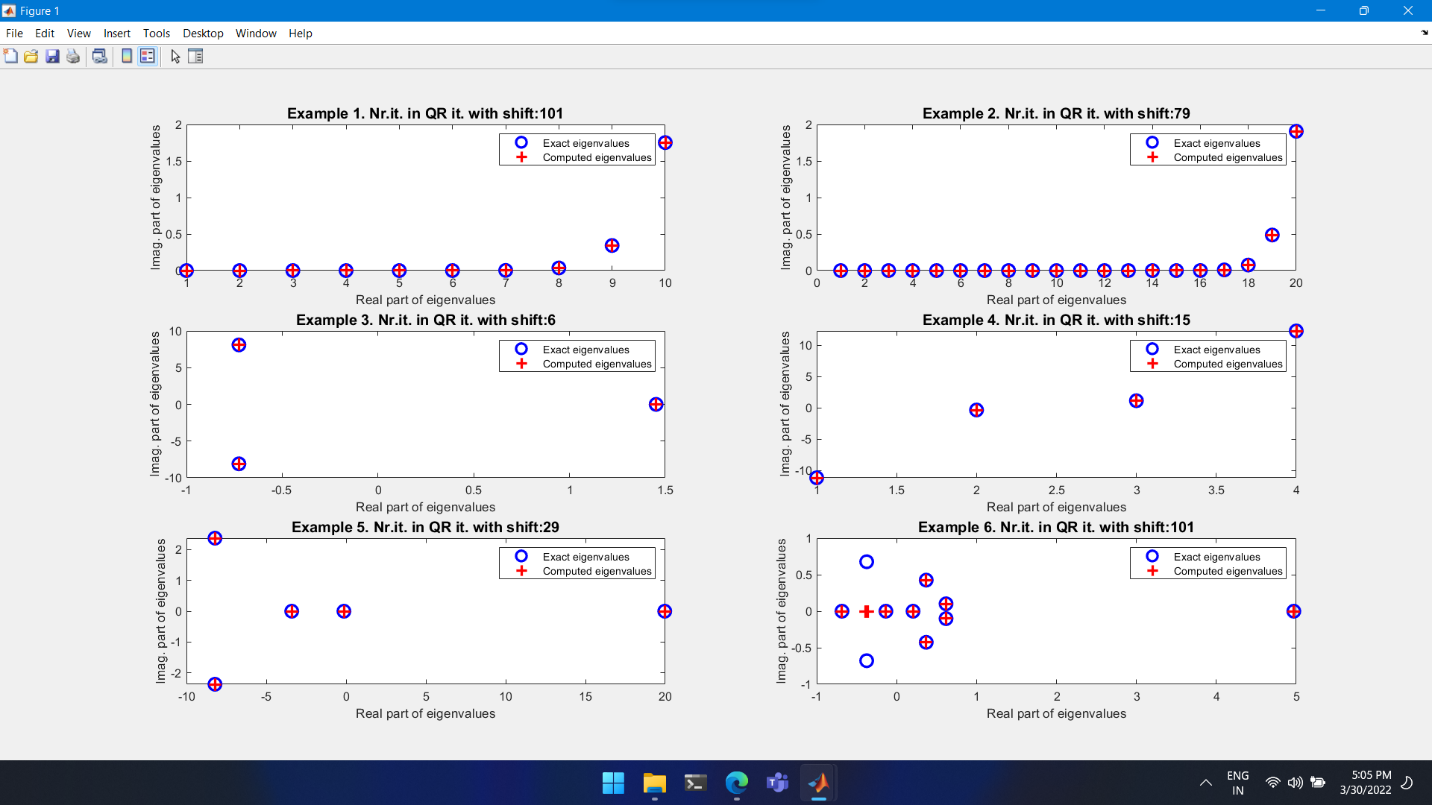 Figure 1
File Edit View Insert Tools Desktop Window Help
Example 1. Nr.it. in QR it. with shift:101
Imag. part of eigenvalues
2
1.5
1
0.5
0
Exact eigenvalues
Computed eigenvalues
1 2 3 4 5 6 7 8 9 10
Real part of eigenvalues
Example 2. Nr.it. in QR it. with shift:79
Imag. part of eigenvalues
2
1.5
1
0.5
0
Exact eigenvalues
Computed eigenvalues
0 2 4 6 8 10 12 14 16 18 20
Real part of eigenvalues
Example 3. Nr.it. in QR it. with shift:6
Imag. part of eigenvalues
10
5
0
-5
-10
Exact eigenvalues
Computed eigenvalues
-1 -0.5 0 0.5 1 1.5
Real part of eigenvalues
Example 4. Nr.it. in QR it. with shift:15
Imag. part of eigenvalues
10
5
0
-5
-10
Exact eigenvalues
Computed eigenvalues
1 1.5 2 2.5 3 3.5 4
Real part of eigenvalues
Example 5. Nr.it. in QR it. with shift:29
Imag. part of eigenvalues
2
1
0
-1
-2
Exact eigenvalues
Computed eigenvalues
-10 -5 0 5 10 15 20
Real part of eigenvalues
Example 6. Nr.it. in QR it. with shift:101
Imag. part of eigenvalues
1
0.5
0
-0.5
-1
Exact eigenvalues
Computed eigenvalues
-1 0 1 2 3 4 5
Real part of eigenvalues
ENG
IN
5:05 PM
3/30/2022